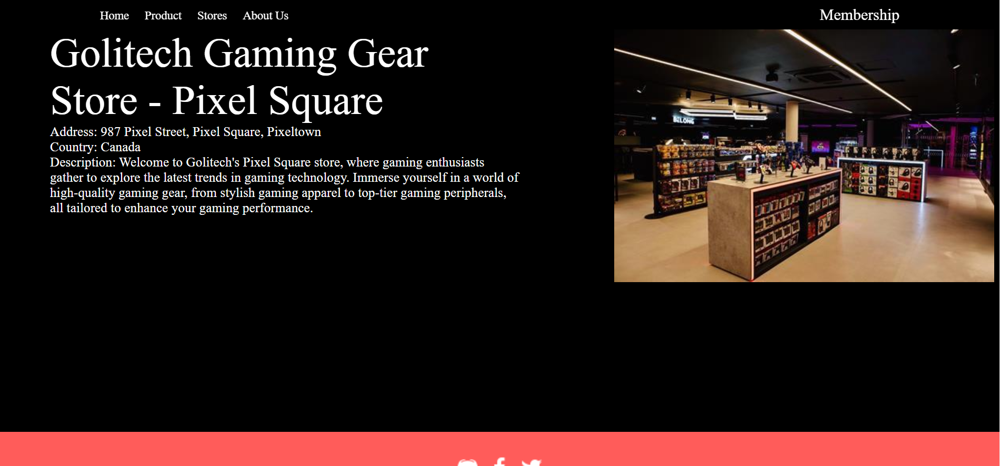 Home Product Stores About Us Membership
Golitech Gaming Gear
Store - Pixel Square
Address: 987 Pixel Street, Pixel Square, Pixeltown
Country: Canada
Description: Welcome to Golitech's Pixel Square store, where gaming enthusiasts
gather to explore the latest trends in gaming technology. Immerse yourself in a world of
high-quality gaming gear, from stylish gaming apparel to top-tier gaming peripherals,
all tailored to enhance your gaming performance.
BELONG